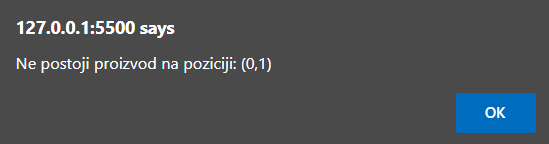 127.0.0.1:5500 says
Ne postoji proizvod na poziciji: (0,1)
OK